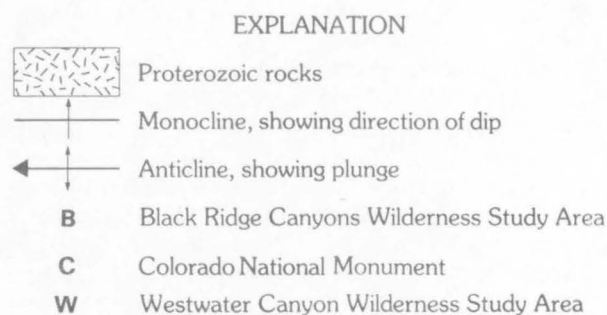 EXPLANATION
Proterozoic rocks
Monocline, showing direction of dip
Anticline, showing plunge
B Black Ridge Canyons Wilderness Study Area
C Colorado National Monument
W Westwater Canyon Wilderness Study Area